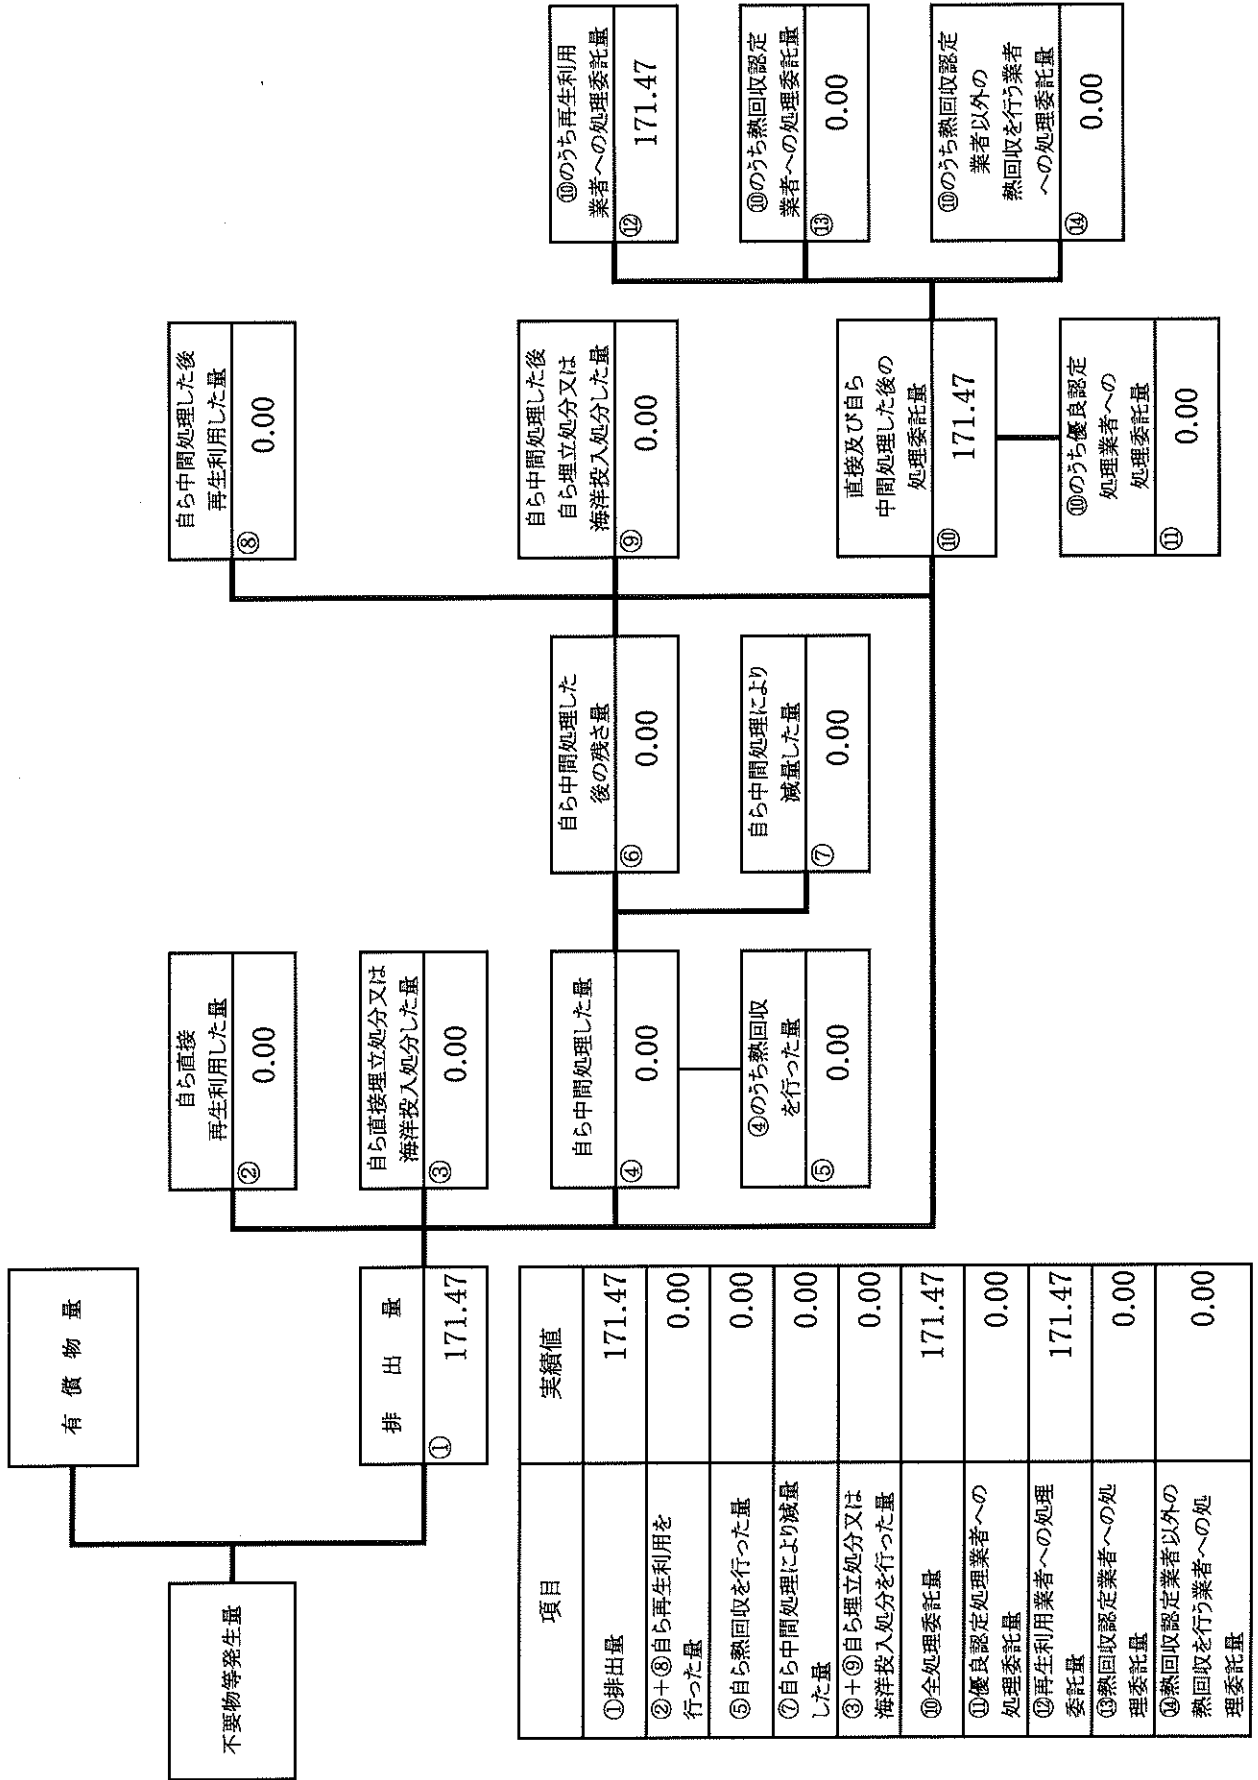 不要物等発生量
有償物量
排出量
①
171.47
自ら直接
再生利用した量
②
0.00
自ら直接埋立処分又は
海洋投入処分した量
③
0.00
自ら中間処理した量
④
0.00
④のうち熱回収
を行った量
⑤
0.00
自ら中間処理した
後の残さ量
⑥
0.00
自ら中間処理により
減量した量
⑦
0.00
自ら中間処理した後
再生利用した量
⑧
0.00
自ら中間処理した後
自ら埋立処分又は
海洋投入処分した量
⑨
0.00
直接及び自ら
中間処理した後の
処理委託量
⑩
171.47
⑩のうち優良認定
処理業者への
処理委託量
⑪
0.00
⑩のうち再生利用
業者への処理委託量
⑫
171.47
⑩のうち熱回収認定
業者への処理委託量
⑬
0.00
⑩のうち熱回収認定
業者以外の
熱回収を行う業者
への処理委託量
⑭
0.00
項目 実績値
①排出量 171.47
②+⑧自ら再生利用を
行った量 0.00
⑤自ら熱回収を行った量 0.00
⑦自ら中間処理により減量
した量 0.00
③+⑨自ら埋立処分又は
海洋投入処分を行った量 0.00
⑩全処理委託量 171.47
⑪優良認定処理業者への
処理委託量 0.00
⑫再生利用業者への処理
委託量 171.47
⑬熱回収認定業者への処
理委託量 0.00
⑭熱回収認定業者以外の
熱回収を行う業者への処
理委託量 0.00